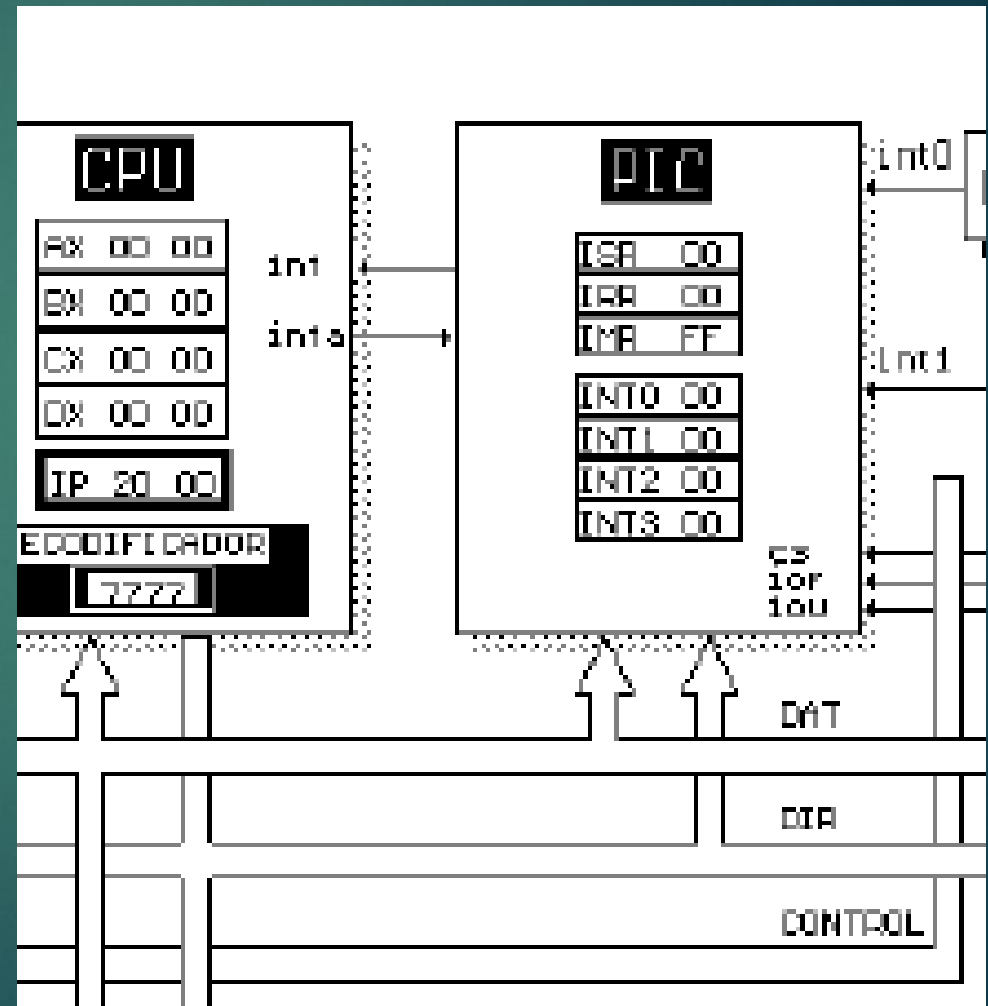 CPU
AX 00 00
BX 00 00
CX 00 00
DX 00 00
IP 20 00
ECODIFICADOR
int
inta
PIC
ISR 00
IRR 00
IMR FF
INT0 00
INT1 00
INT2 00
INT3 00
int0
int1
cs
ior
iow
DAT
DIR
CONTROL